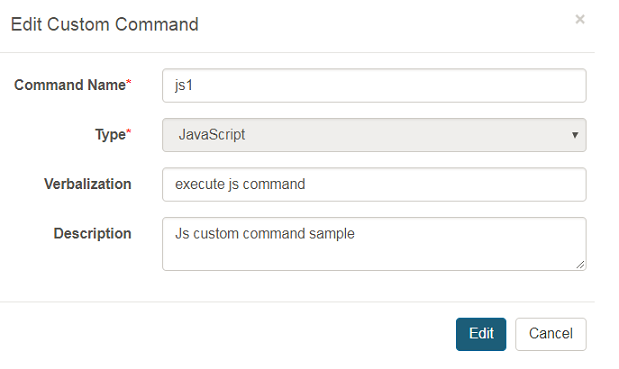 Edit Custom Command ×
Command Name* js1
Type* JavaScript
Verbalization execute js command
Description Js custom command sample
Edit Cancel